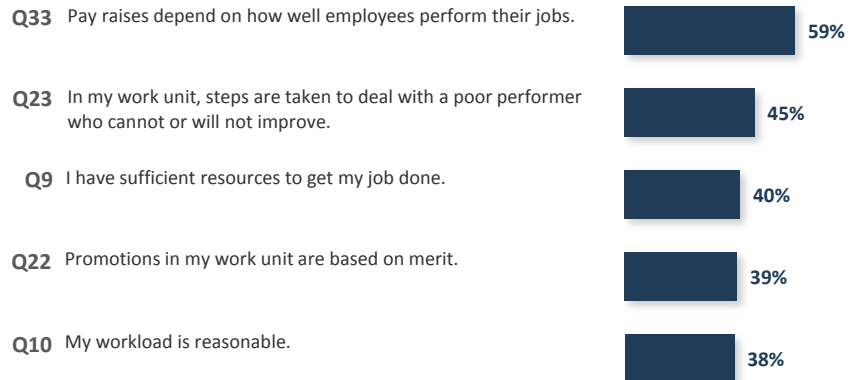 Q33 Pay raises depend on how well employees perform their jobs. 59%
Q23 In my work unit, steps are taken to deal with a poor performer
who cannot or will not improve. 45%
Q9 I have sufficient resources to get my job done. 40%
Q22 Promotions in my work unit are based on merit. 39%
Q10 My workload is reasonable. 38%